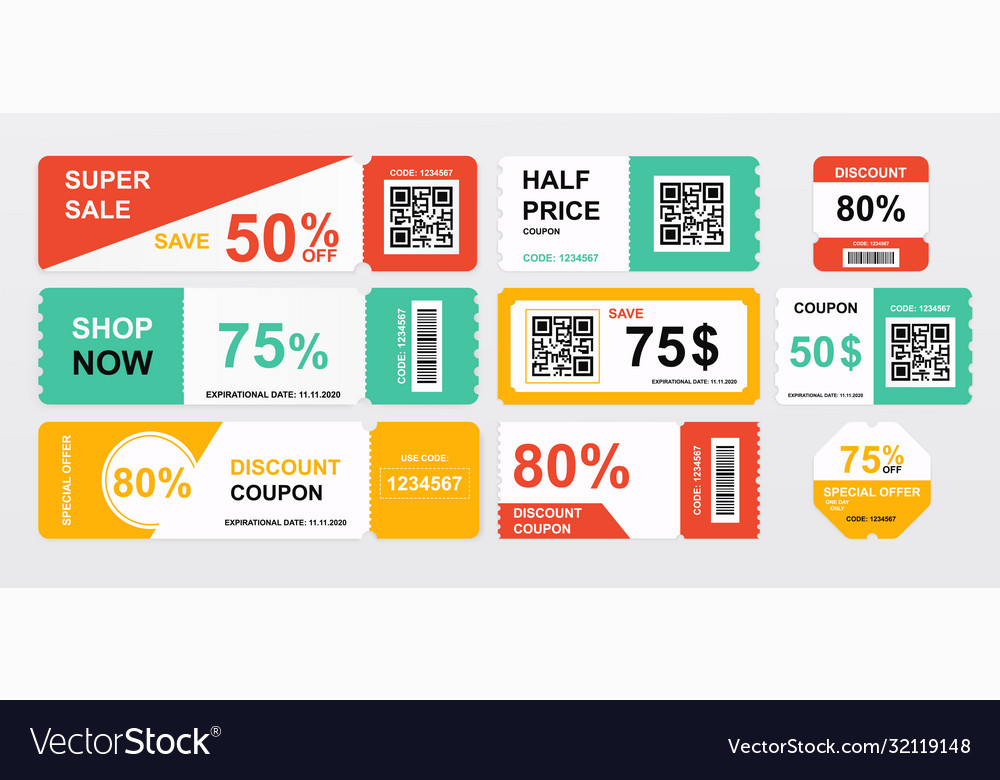 SUPER
SALE
SAVE 50% OFF
CODE: 1234567
HALF
PRICE
COUPON
CODE: 1234567
DISCOUNT
80%
CODE: 1234567
SHOP
NOW
75%
EXPIRATIONAL DATE: 11.11.2020
CODE: 1234567
SAVE
75$
EXPIRATIONAL DATE: 11.11.2020
COUPON
50$
EXPIRATIONAL DATE: 11.11.2020
CODE: 1234567
SPECIAL OFFER
80%
DISCOUNT
COUPON
EXPIRATIONAL DATE: 11.11.2020
USE CODE:
1234567
80%
DISCOUNT
COUPON
CODE: 1234567
75% OFF
SPECIAL OFFER
ONE DAY
ONLY
CODE: 1234567
VectorStock®
VectorStock.com/32119148